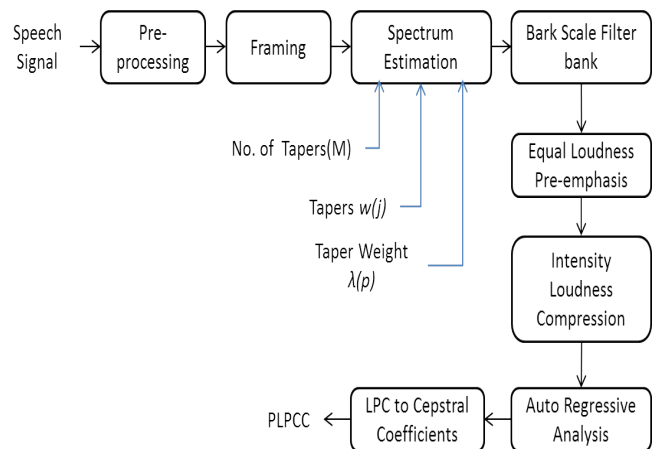 Speech
Signal
Pre-
processing
Framing
Spectrum
Estimation
Bark Scale Filter
bank
No. of Tapers(M)
Equal Loudness
Pre-emphasis
Tapers w(j)
Taper Weight
λ(p)
Intensity
Loudness
Compression
PLPCC
LPC to Cepstral
Coefficients
Auto Regressive
Analysis